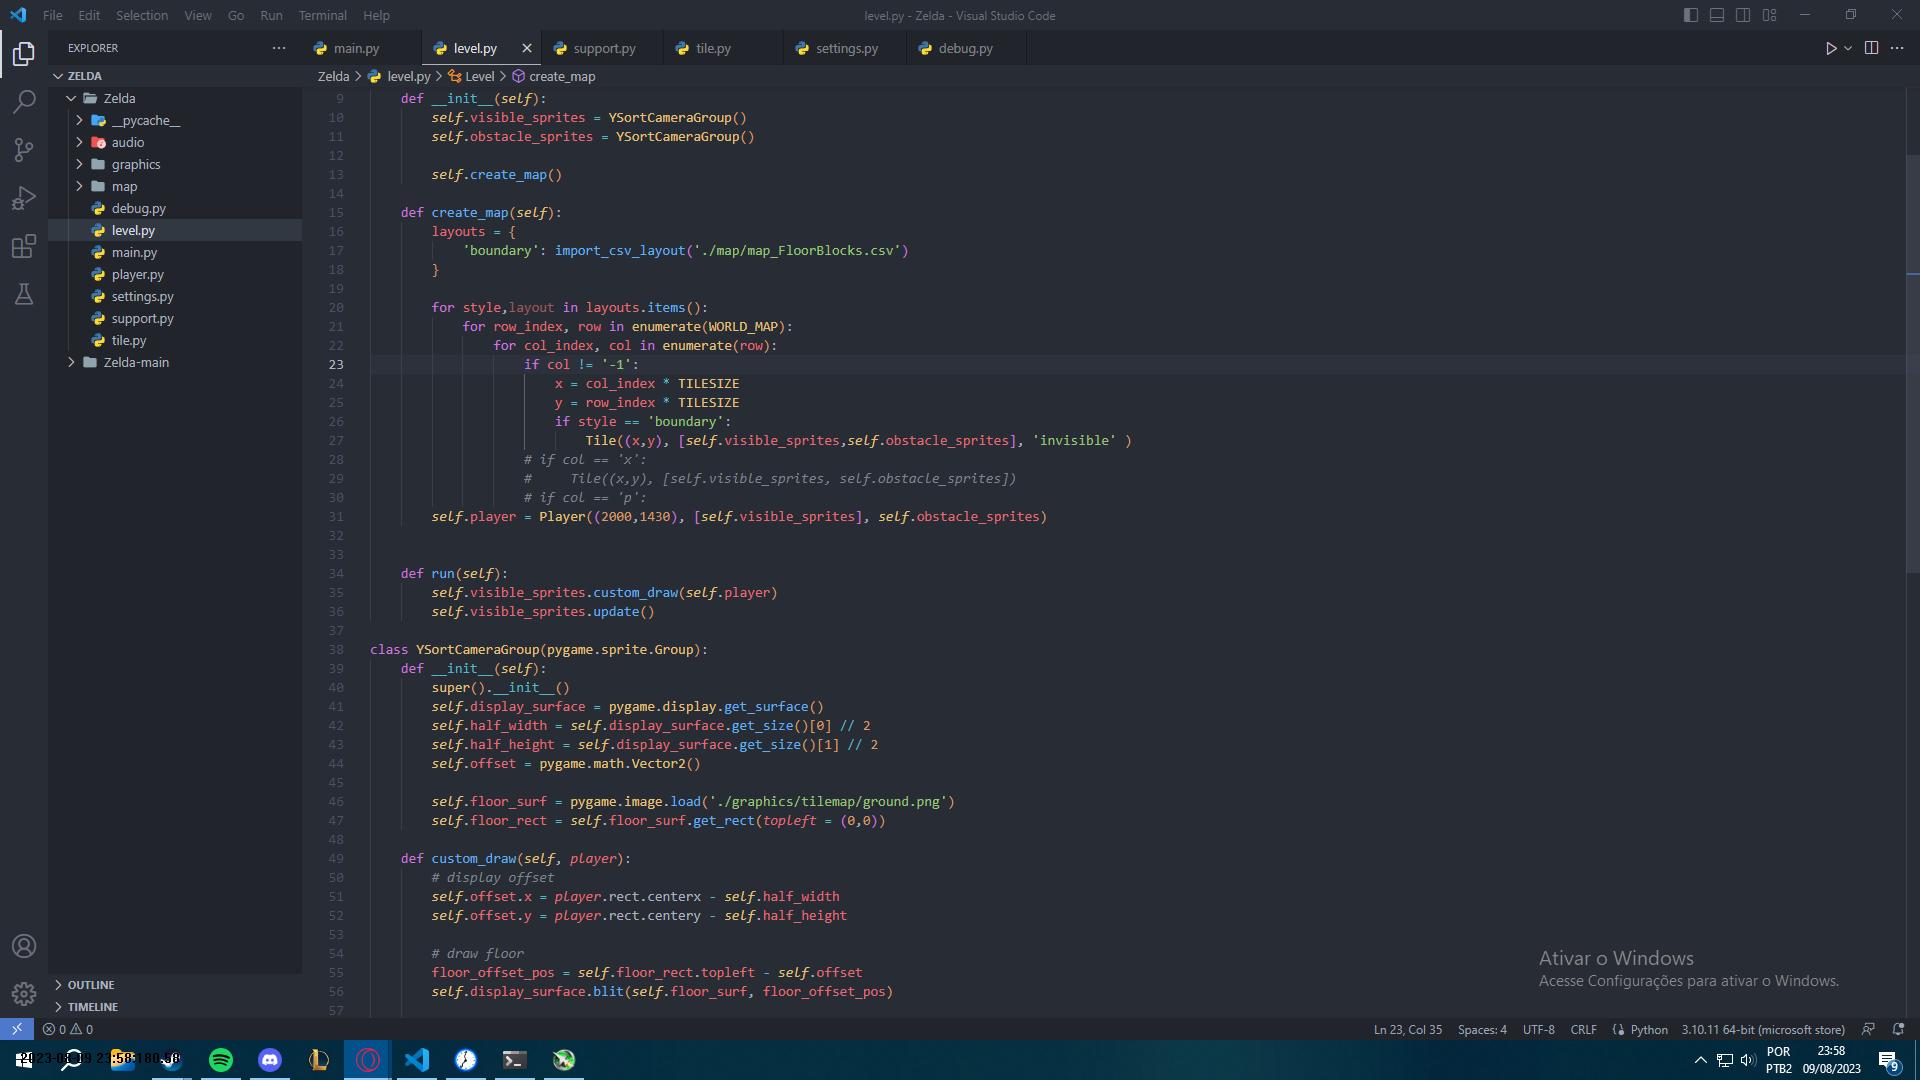 File Edit Selection View Go Run Terminal Help
level.py - Zelda - Visual Studio Code
EXPLORER
main.py level.py support.py tile.py settings.py debug.py
ZELDA
Zelda > level.py > Level > create_map
Zelda
__pycache__
audio
graphics
map
debug.py
level.py
main.py
player.py
settings.py
support.py
tile.py
Zelda-main
OUTLINE
TIMELINE
9 def __init__(self):
10 self.visible_sprites = YSortCameraGroup()
11 self.obstacle_sprites = YSortCameraGroup()
12
13 self.create_map()
14
15 def create_map(self):
16 layouts = {
17 'boundary': import_csv_layout('./map/map_FloorBlocks.csv')
18 }
19
20 for style,layout in layouts.items():
21 for row_index, row in enumerate(WORLD_MAP):
22 for col_index, col in enumerate(row):
23 if col != '-1':
24 x = col_index * TILESIZE
25 y = row_index * TILESIZE
26 if style == 'boundary':
27 Tile((x,y), [self.visible_sprites,self.obstacle_sprites], 'invisible' )
28 # if col == 'x':
29 #     Tile((x,y), [self.visible_sprites, self.obstacle_sprites])
30 # if col == 'p':
31 self.player = Player((2000,1430), [self.visible_sprites], self.obstacle_sprites)
32
33
34 def run(self):
35 self.visible_sprites.custom_draw(self.player)
36 self.visible_sprites.update()
37
38 class YSortCameraGroup(pygame.sprite.Group):
39 def __init__(self):
40 super().__init__()
41 self.display_surface = pygame.display.get_surface()
42 self.half_width = self.display_surface.get_size()[0] // 2
43 self.half_height = self.display_surface.get_size()[1] // 2
44 self.offset = pygame.math.Vector2()
45
46 self.floor_surf = pygame.image.load('./graphics/tilemap/ground.png')
47 self.floor_rect = self.floor_surf.get_rect(topleft = (0,0))
48
49 def custom_draw(self, player):
50 # display offset
51 self.offset.x = player.rect.centerx - self.half_width
52 self.offset.y = player.rect.centery - self.half_height
53
54 # draw floor
55 floor_offset_pos = self.floor_rect.topleft - self.offset
56 self.display_surface.blit(self.floor_surf, floor_offset_pos)
57
Ativar o Windows
Acesse Configurações para ativar o Windows.
0 0
Ln 23, Col 35 Spaces: 4 UTF-8 CRLF Python 3.10.11 64-bit (microsoft store)
POR
PTB2
23:58
09/08/2023
9